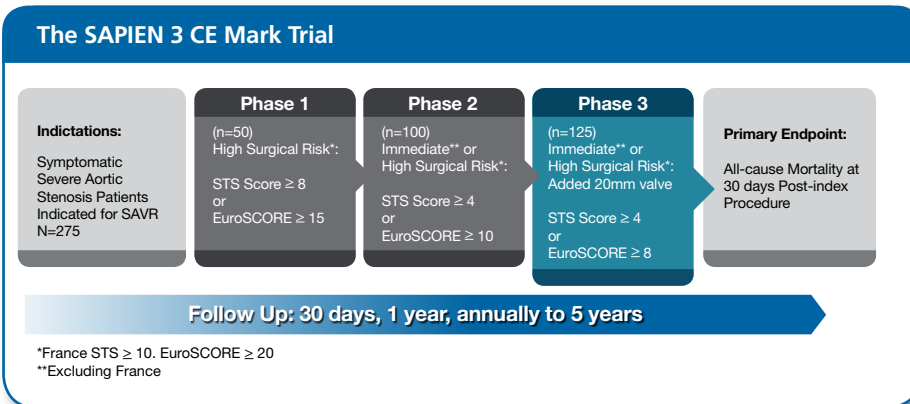 The SAPIEN 3 CE Mark Trial
Indictations:
Symptomatic
Severe Aortic
Stenosis Patients
Indicated for SAVR
N=275
Phase 1
(n=50)
High Surgical Risk*:
STS Score ≥ 8
or
EuroSCORE ≥ 15
Phase 2
(n=100)
Immediate** or
High Surgical Risk*:
STS Score ≥ 4
or
EuroSCORE ≥ 10
Phase 3
(n=125)
Immediate** or
High Surgical Risk*:
Added 20mm valve
STS Score ≥ 4
or
EuroSCORE ≥ 8
Primary Endpoint:
All-cause Mortality at
30 days Post-index
Procedure
Follow Up: 30 days, 1 year, annually to 5 years
*France STS ≥ 10. EuroSCORE ≥ 20
**Excluding France